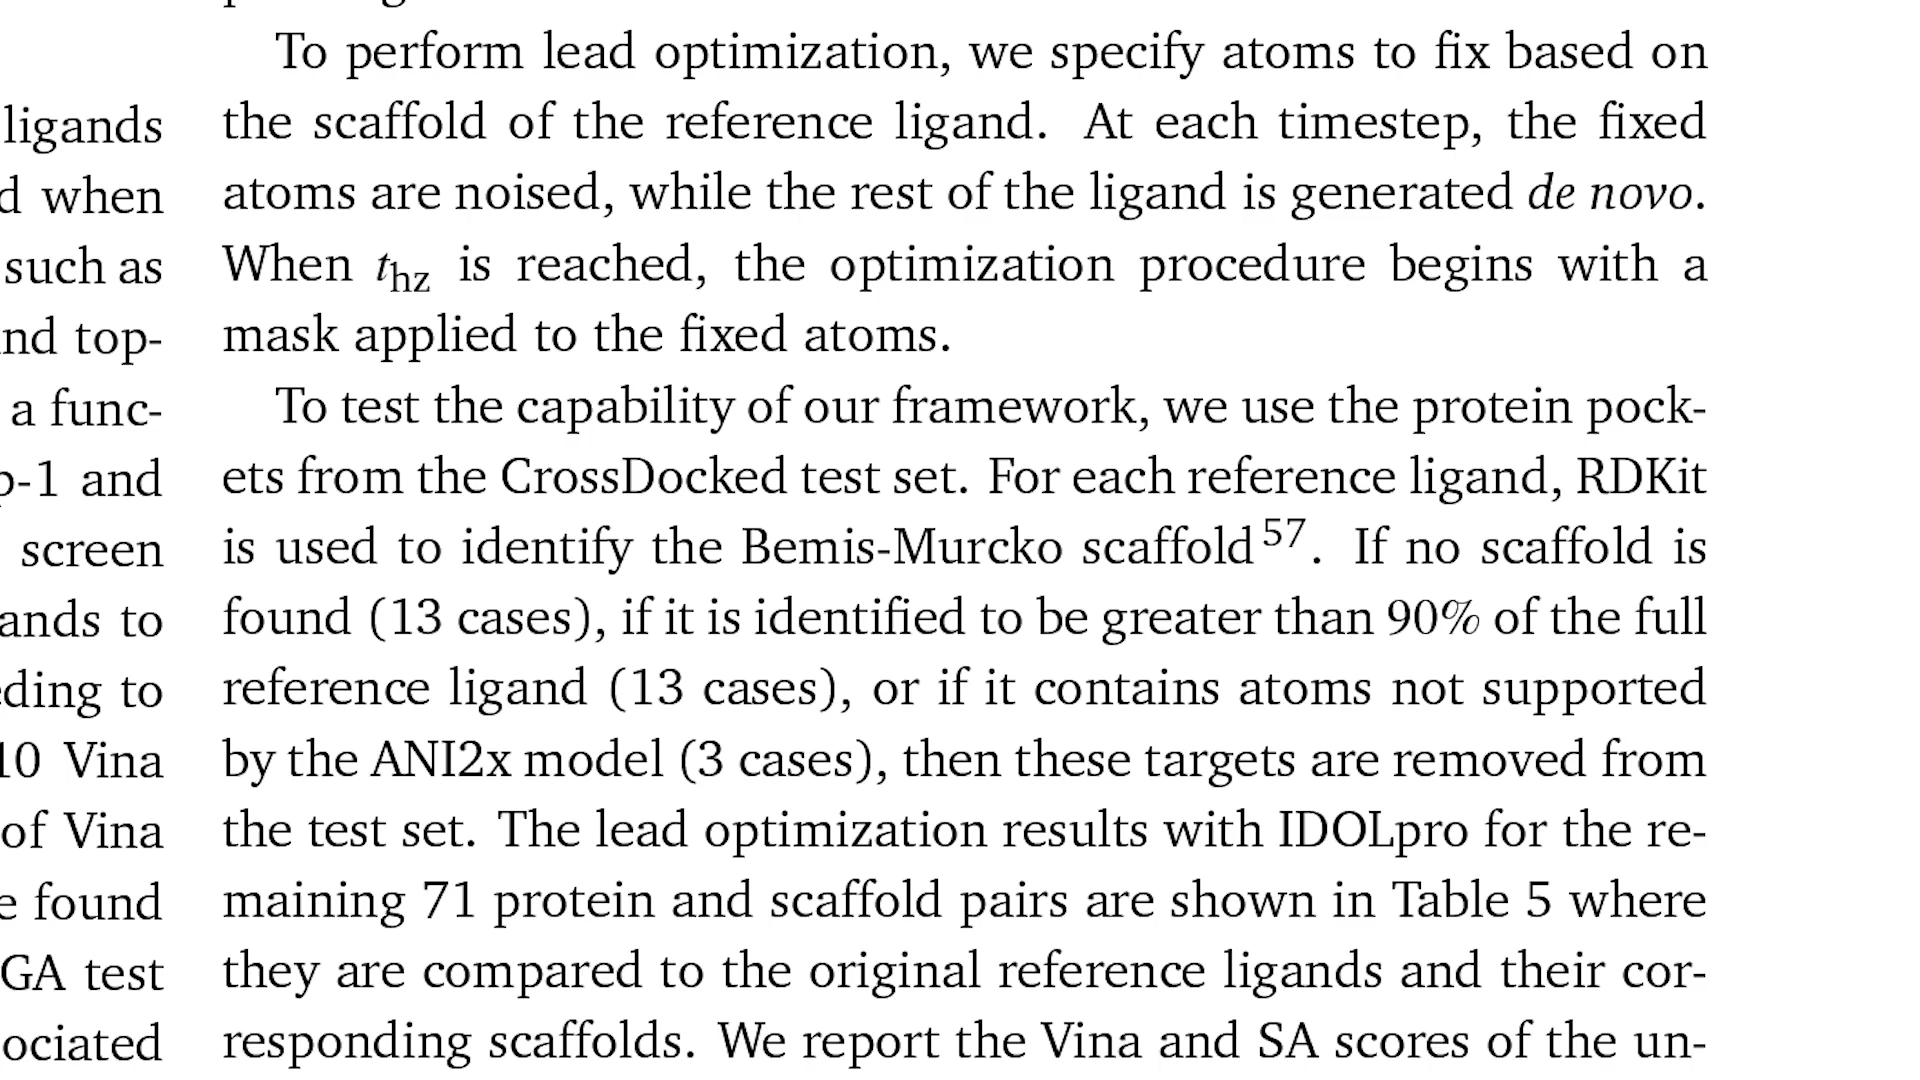 ligands
d when
such as
nd top-
a func-
p-1 and
screen
ands to
eding to
10 Vina
of Vina
e found
GA test
ociated
To perform lead optimization, we specify atoms to fix based on
the scaffold of the reference ligand. At each timestep, the fixed
atoms are noised, while the rest of the ligand is generated de novo.
When t_hz is reached, the optimization procedure begins with a
mask applied to the fixed atoms.
To test the capability of our framework, we use the protein pock-
ets from the CrossDocked test set. For each reference ligand, RDKit
is used to identify the Bemis-Murcko scaffold⁵⁷. If no scaffold is
found (13 cases), if it is identified to be greater than 90% of the full
reference ligand (13 cases), or if it contains atoms not supported
by the ANI2x model (3 cases), then these targets are removed from
the test set. The lead optimization results with IDOLpro for the re-
maining 71 protein and scaffold pairs are shown in Table 5 where
they are compared to the original reference ligands and their cor-
responding scaffolds. We report the Vina and SA scores of the un-